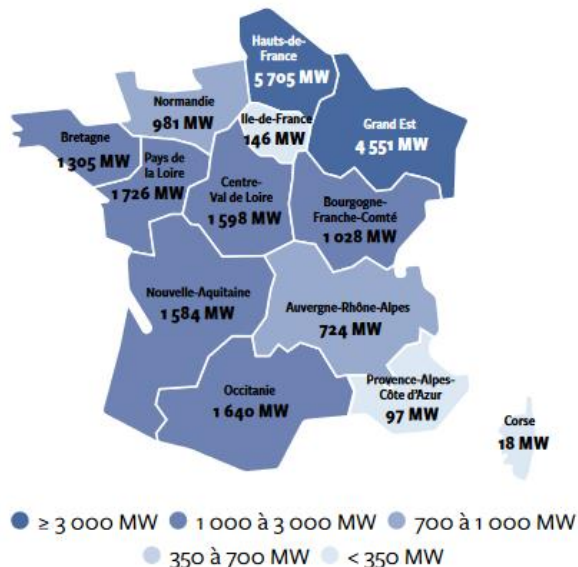 Hauts-de-
France
5 705 MW
Normandie
981 MW
Ile-de-France
146 MW
Grand Est
4 551 MW
Bretagne
1 305 MW
Pays de
la Loire
1 726 MW
Centre-
Val de Loire
1 598 MW
Bourgogne-
Franche-Comté
1 028 MW
Nouvelle-Aquitaine
1 584 MW
Auvergne-Rhône-Alpes
724 MW
Occitanie
1 640 MW
Provence-Alpes-
Côte d'Azur
97 MW
Corse
18 MW
≥ 3 000 MW 1 000 à 3 000 MW 700 à 1 000 MW
350 à 700 MW < 350 MW